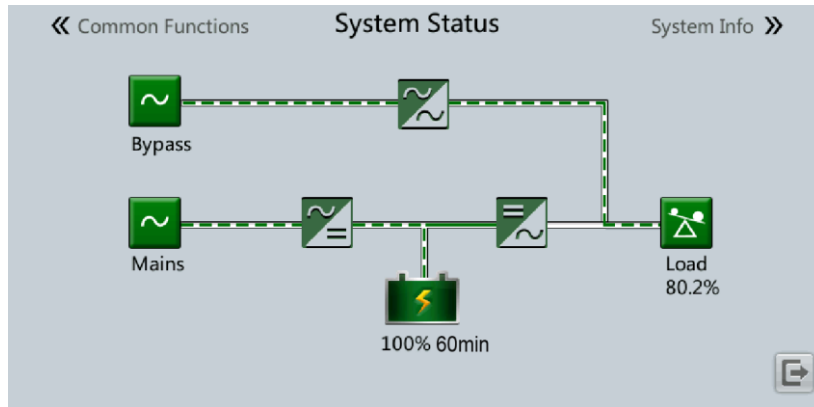 Common Functions
System Status
System Info
Bypass
Mains
Load
80.2%
100% 60min